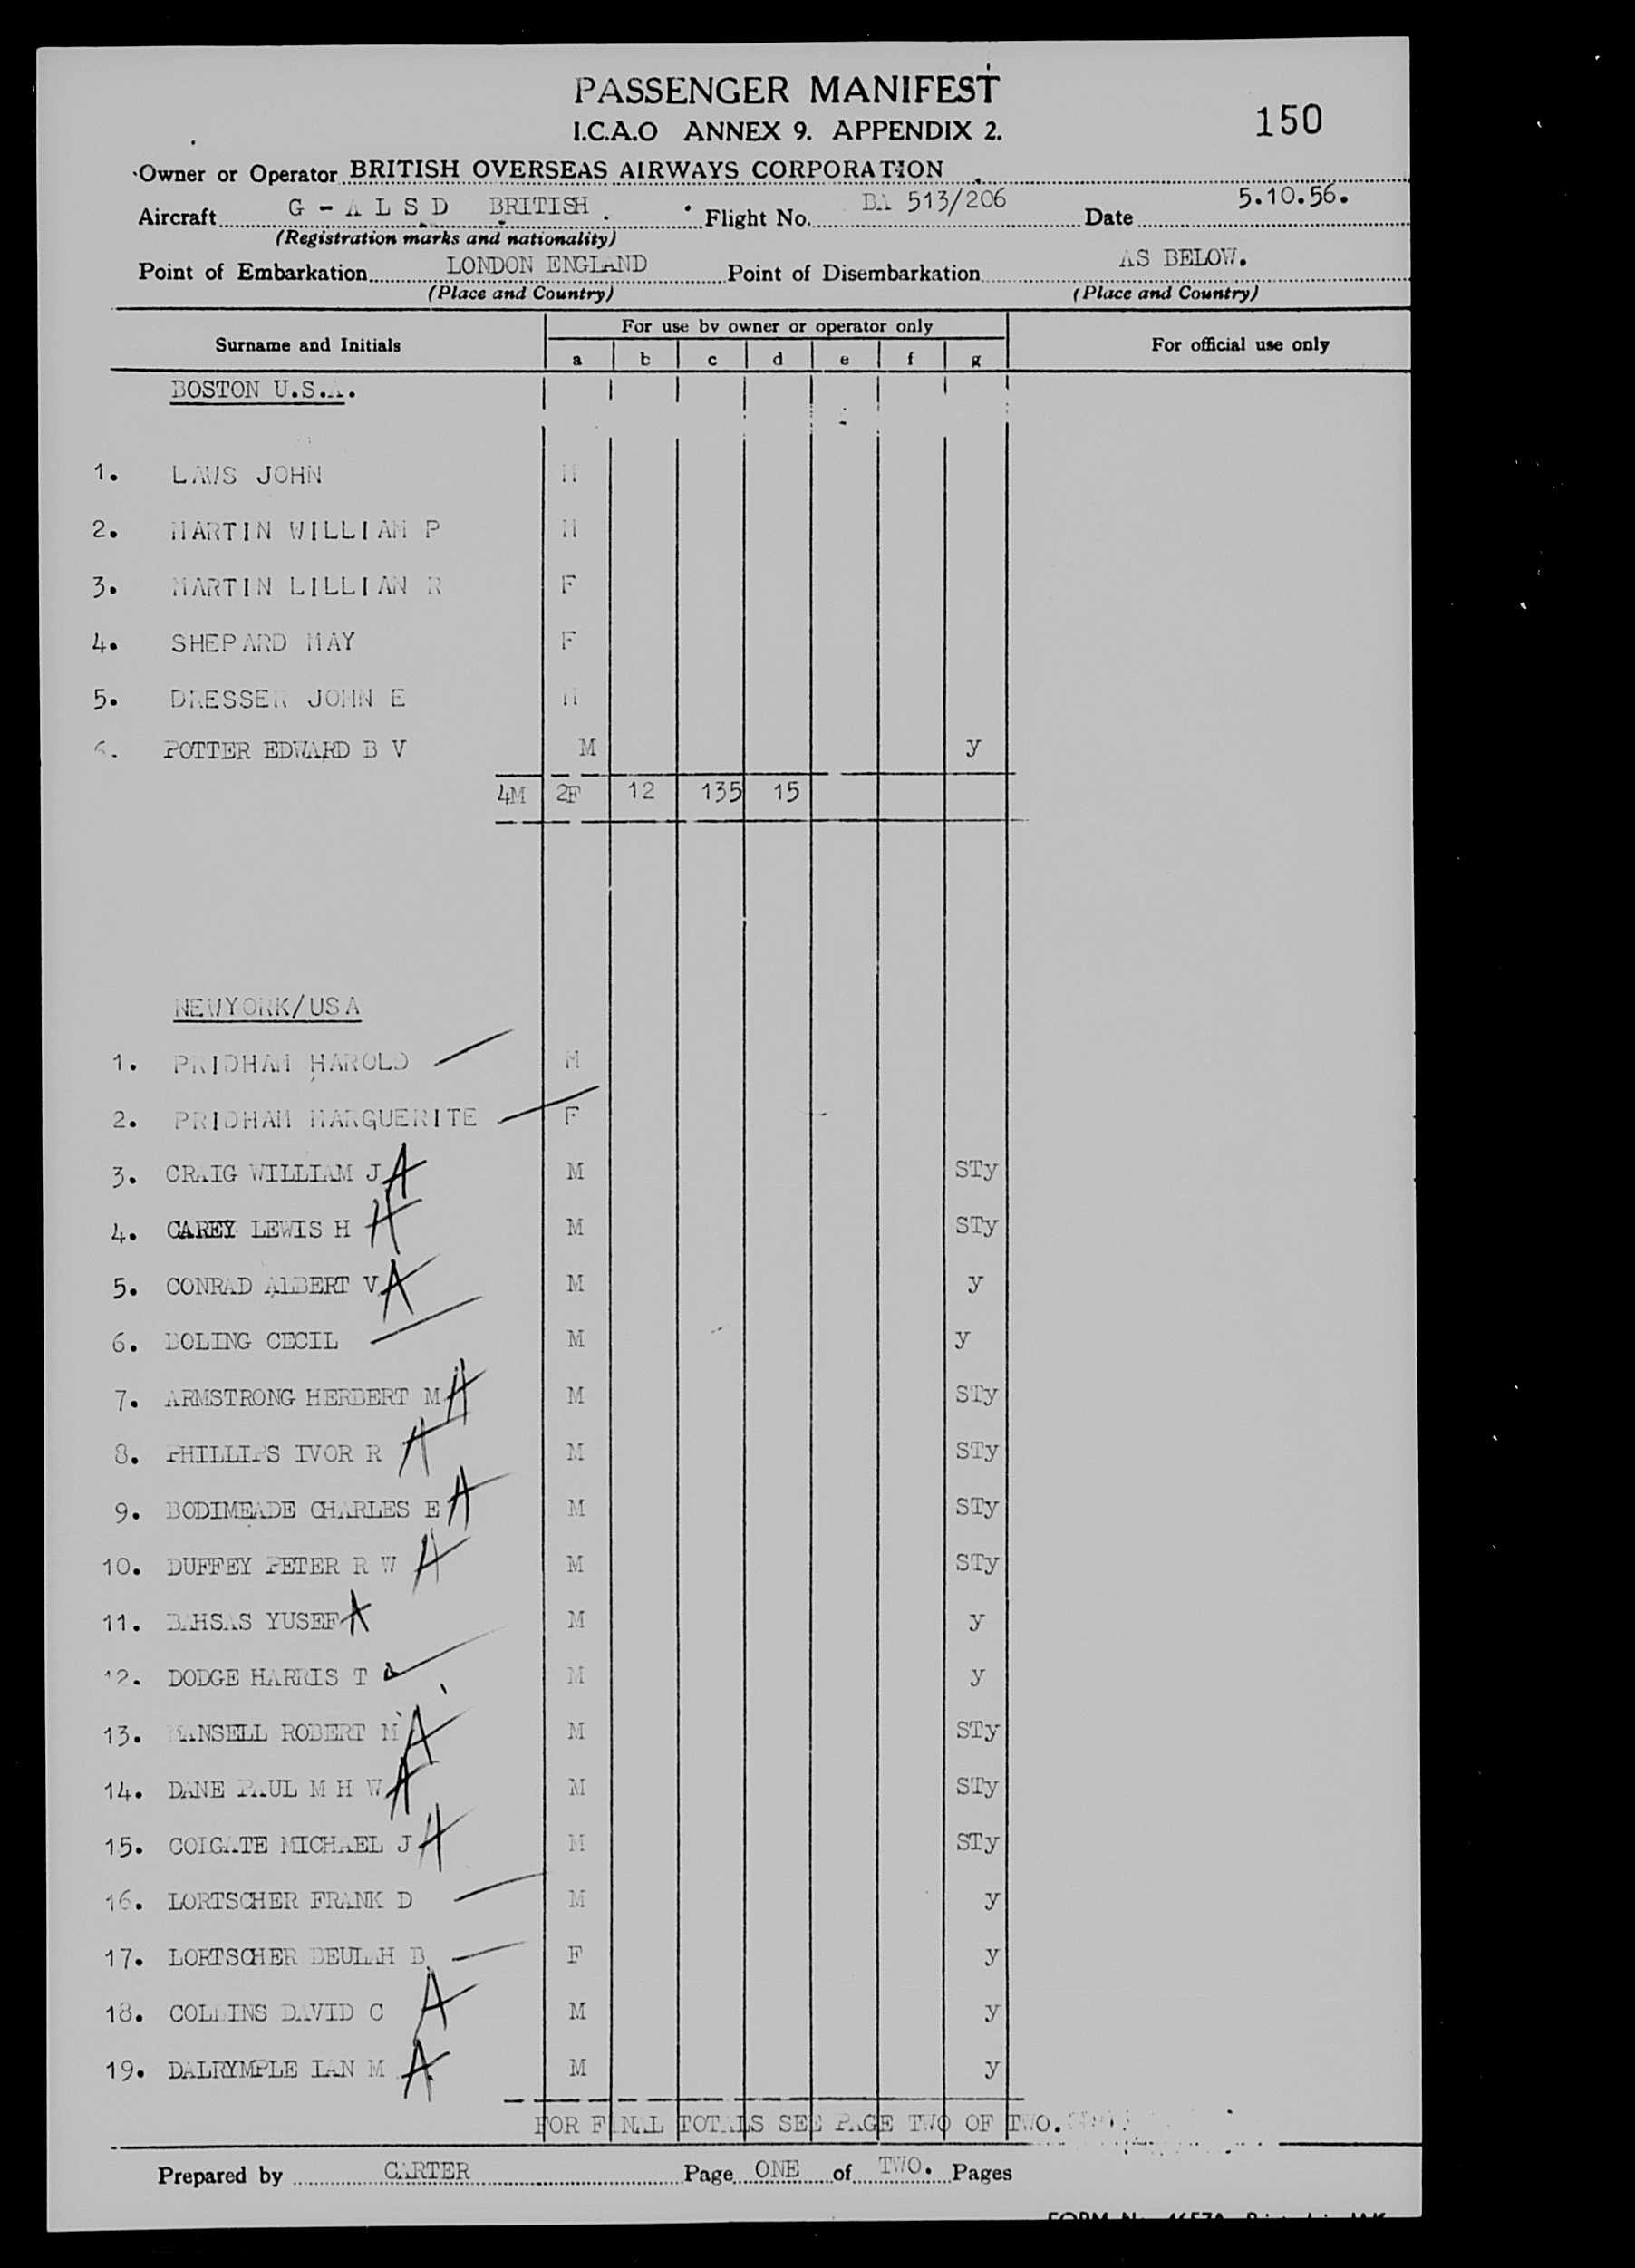 PASSENGER MANIFEST
I.C.A.O ANNEX 9. APPENDIX 2.
150
Owner or Operator BRITISH OVERSEAS AIRWAYS CORPORATION
Aircraft G - A L S D BRITISH . Flight No. BA 513/206 Date 5.10.56.
(Registration marks and nationality)
Point of Embarkation LONDON ENGLAND Point of Disembarkation AS BELOW.
(Place and Country) (Place and Country)
Surname and Initials For use by owner or operator only For official use only
a b c d e f g
BOSTON U.S.A.
1. LAWS JOHN M
2. MARTIN WILLIAM P M
3. MARTIN LILLIAN R F
4. SHEPARD MAY F
5. DRESSER JOHN E M
6. POTTER EDWARD B V M y
4M 2F 12 135 15
NEWYORK/USA
1. PRIDHAM HAROLD M
2. PRIDHAM MARGUERITE F
3. CRAIG WILLIAM J A M STy
4. CAREY LEWIS H A M STy
5. CONRAD ALBERT V A M y
6. BOLING CECIL M y
7. ARMSTRONG HERBERT M A M STy
8. PHILLIPS IVOR R A M STy
9. BODIMEADE CHARLES E A M STy
10. DUFFEY PETER R W A M STy
11. BAHSAS YUSEF A M y
12. DODGE HARRIS T M y
13. MANSELL ROBERT M A M STy
14. DANE PAUL M H W A M STy
15. COLGATE MICHAEL J A M STy
16. LORTSCHER FRANK D M y
17. LORTSCHER BEULAH B F y
18. COLLINS DAVID C A M y
19. DALRYMPLE IAN M A M y
FOR FINAL TOTALS SEE PAGE TWO OF TWO.
Prepared by CARTER Page ONE of TWO. Pages